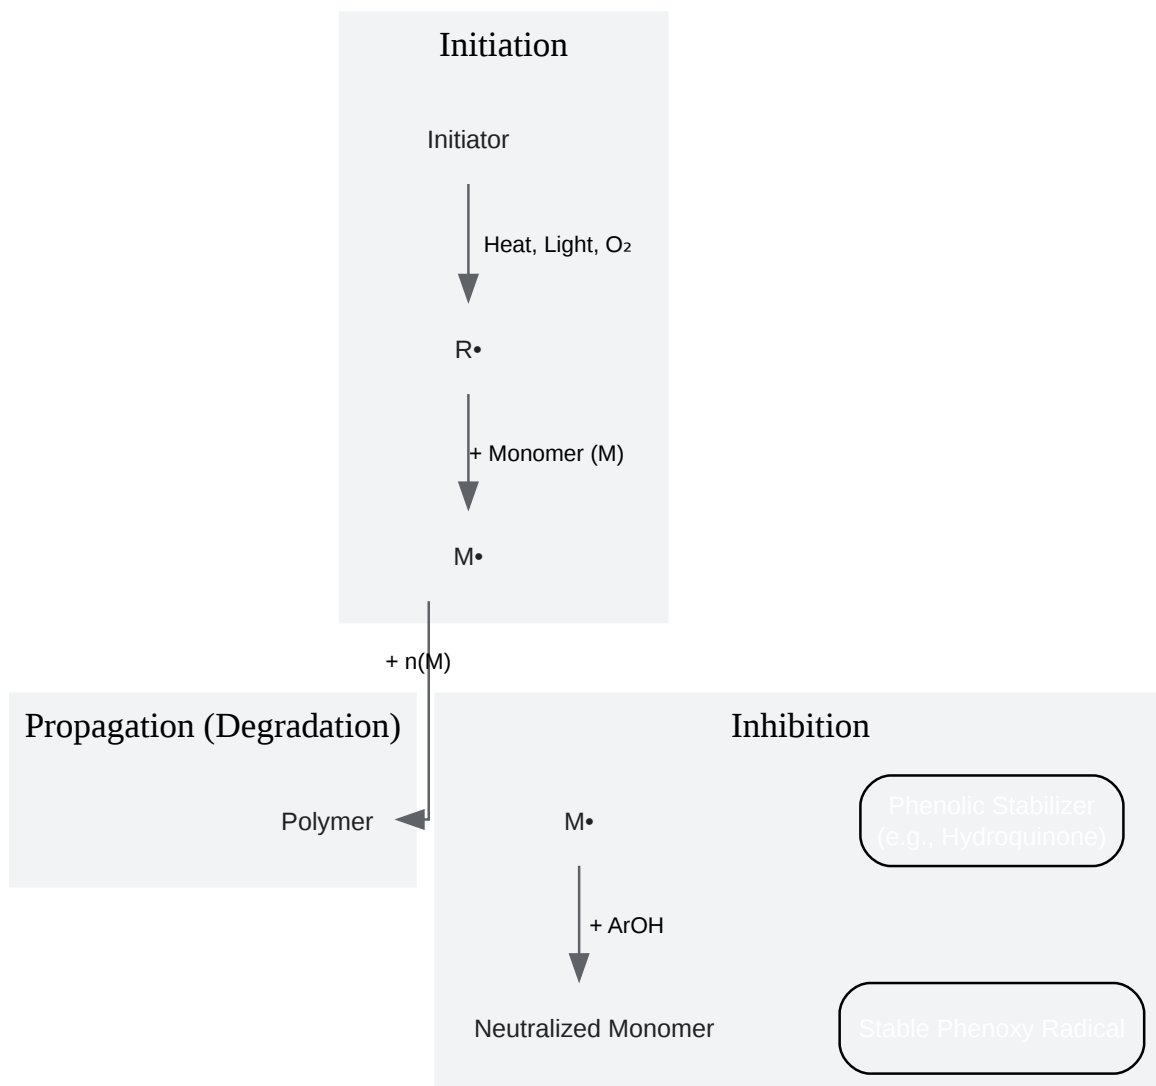 Initiation
Initiator
Heat, Light, O₂
R•
+ Monomer (M)
M•
+ n(M)
Propagation (Degradation)
Polymer
Inhibition
M•
Phenolic Stabilizer
(e.g., Hydroquinone)
+ ArOH
Neutralized Monomer
Stable Phenoxy Radical